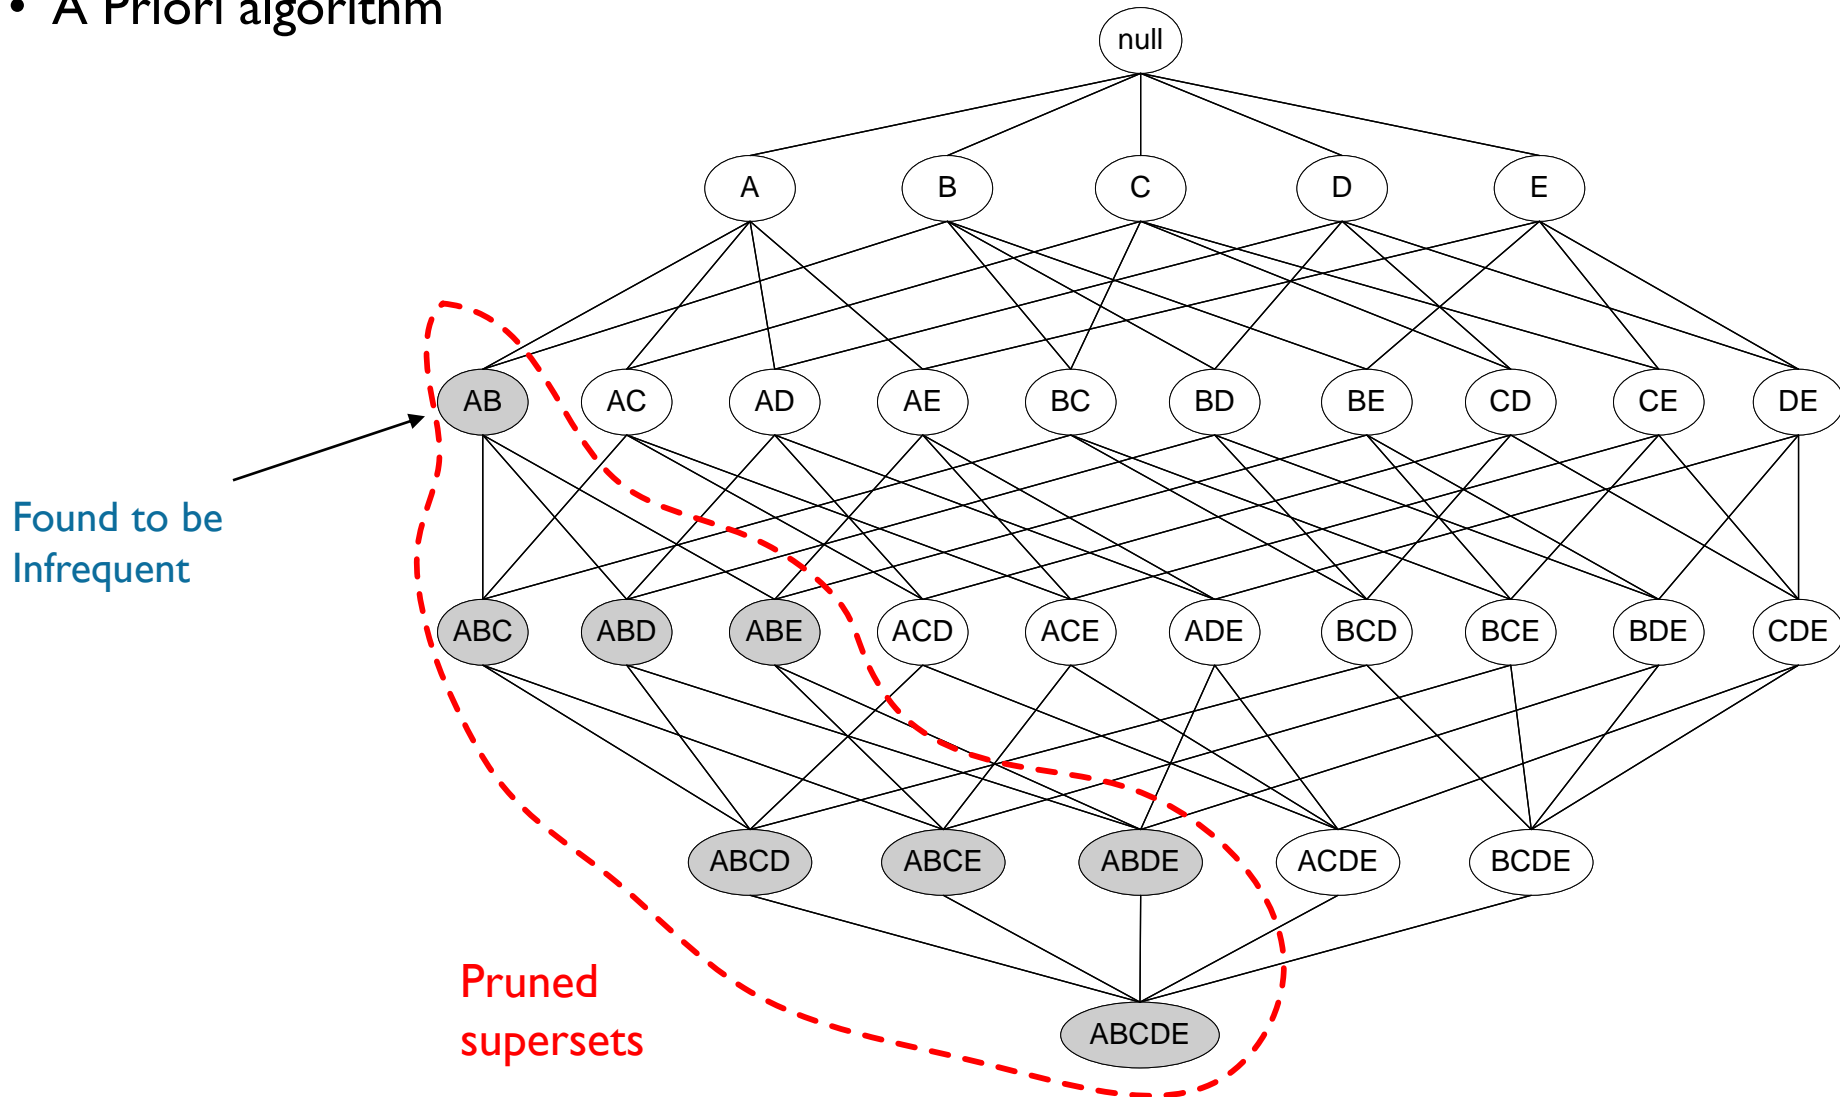 • A Priori algorithm
null
A B C D E
AB AC AD AE BC BD BE CD CE DE
Found to be
Infrequent
ABC ABD ABE ACD ACE ADE BCD BCE BDE CDE
ABCD ABCE ABDE ACDE BCDE
Pruned
supersets
ABCDE